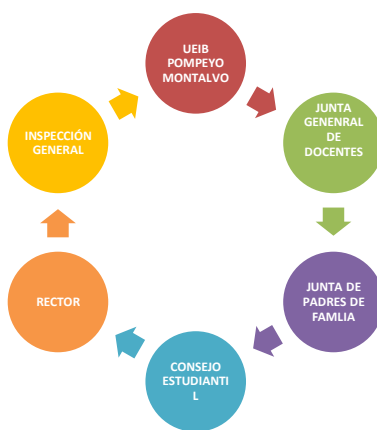 UEIB
POMPEYO
MONTALVO
JUNTA
GENENRAL
DE
DOCENTES
JUNTA DE
PADRES DE
FAMLIA
CONSEJO
ESTUDIANTI
L
RECTOR
INSPECCIÓN
GENERAL